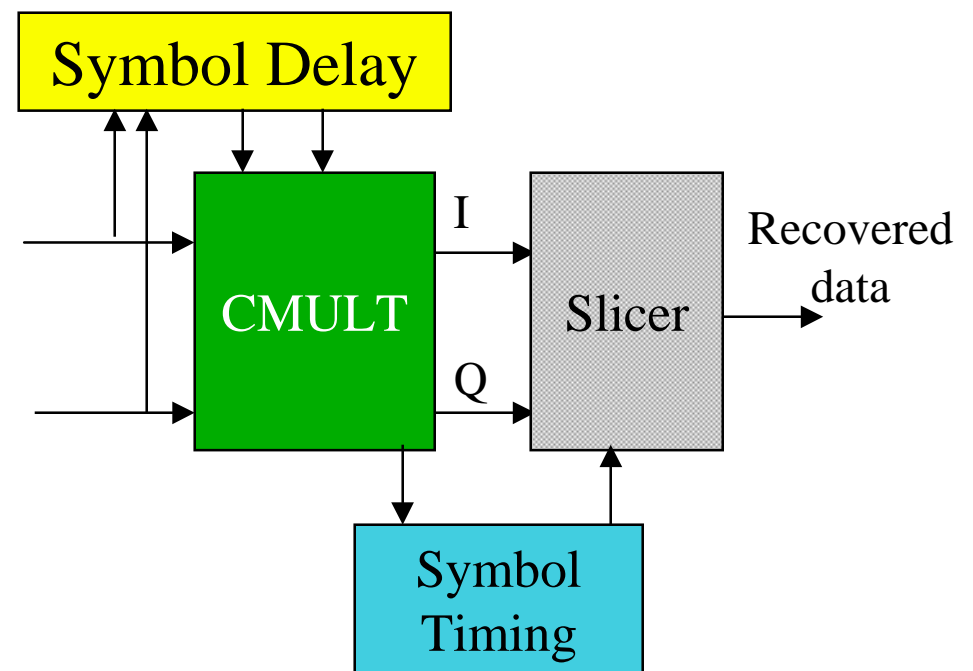 Symbol Delay
I
Recovered
data
CMULT
Slicer
Q
Symbol
Timing